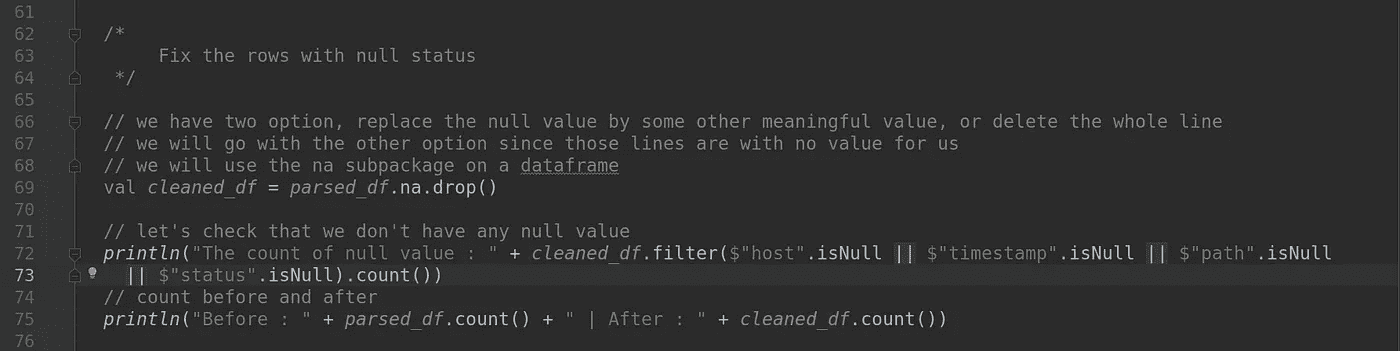 61
62 /*
63 Fix the rows with null status
64 */
65
66 // we have two option, replace the null value by some other meaningful value, or delete the whole line
67 // we will go with the other option since those lines are with no value for us
68 // we will use the na subpackage on a dataframe
69 val cleaned_df = parsed_df.na.drop()
70
71 // let's check that we don't have any null value
72 println("The count of null value : " + cleaned_df.filter($"host".isNull || $"timestamp".isNull || $"path".isNull
73 || $"status".isNull).count())
74 // count before and after
75 println("Before : " + parsed_df.count() + " | After : " + cleaned_df.count())
76